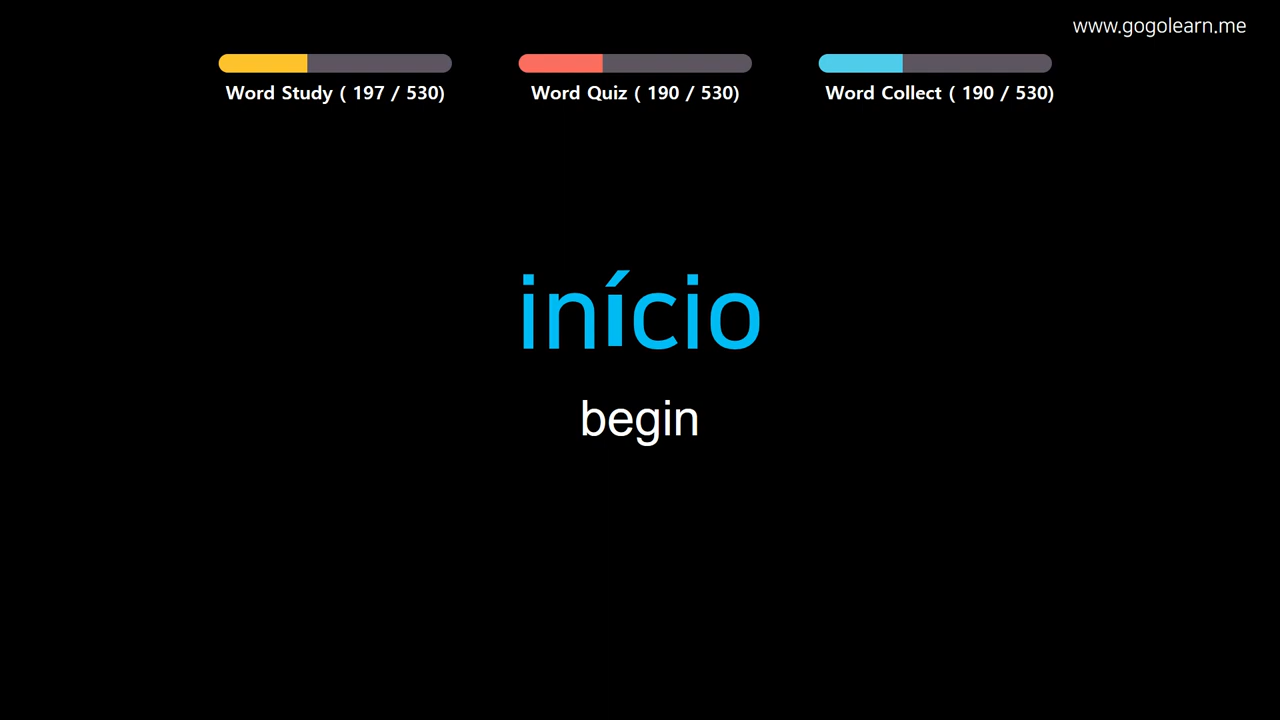 www.gogolearn.me
Word Study ( 197 / 530)
Word Quiz ( 190 / 530)
Word Collect ( 190 / 530)
início
begin